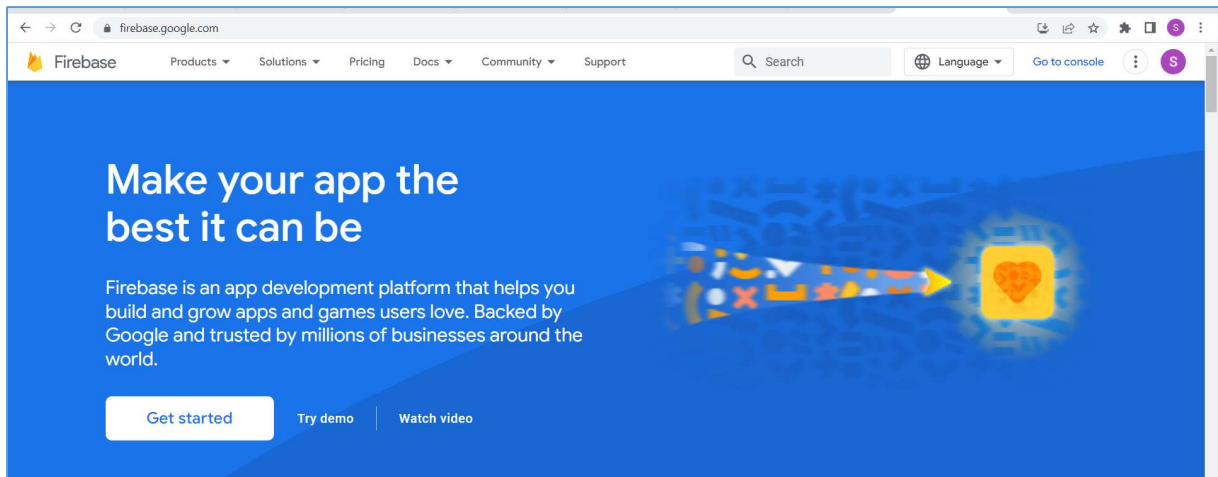 firebase.google.com
S
Firebase Products Solutions Pricing Docs Community Support Search Language Go to console S
Make your app the
best it can be
Firebase is an app development platform that helps you
build and grow apps and games users love. Backed by
Google and trusted by millions of businesses around the
world.
Get started Try demo Watch video